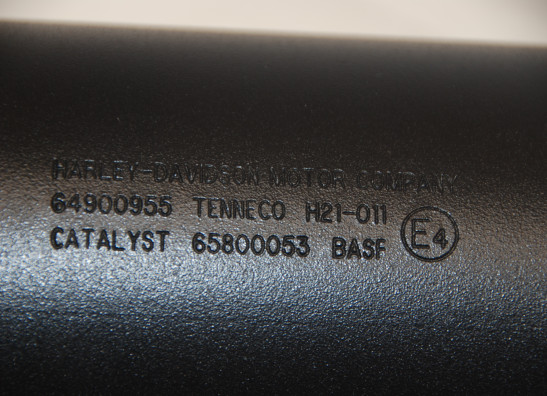 HARLEY-DAVIDSON MOTOR COMPANY
64900955 TENNECO H21-011
CATALYST 65800053 BASF E4